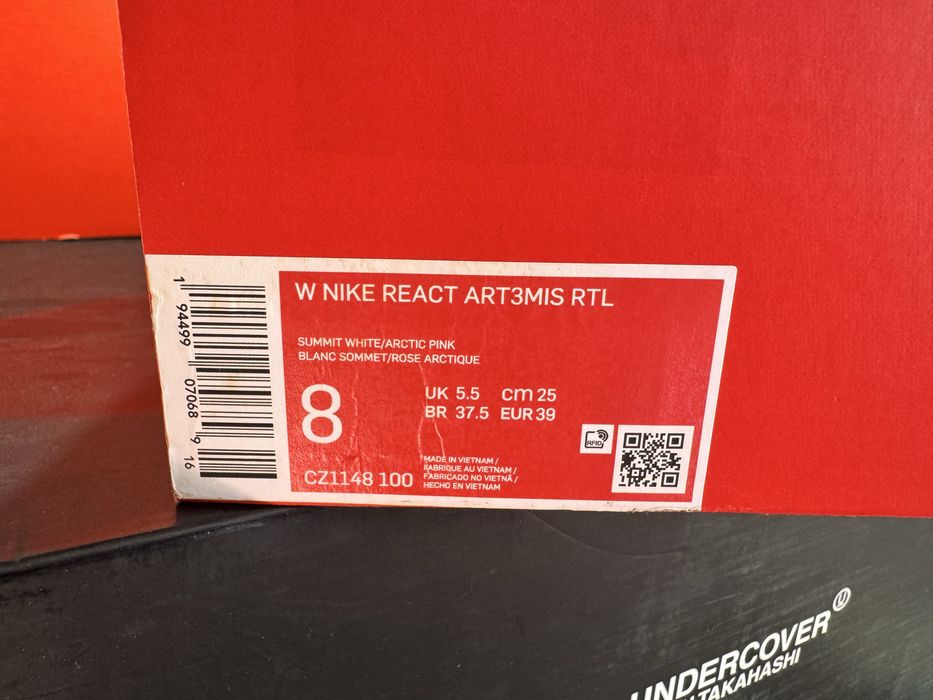 W NIKE REACT ART3MIS RTL
SUMMIT WHITE/ARCTIC PINK
BLANC SOMMET/ROSE ARCTIQUE
8
UK 5.5 cm 25
BR 37.5 EUR 39
CZ1148 100
MADE IN VIETNAM /
FABRIQUE AU VIETNAM /
FABRICADO NO VIETNÃ /
HECHO EN VIETNAM
RFID
1 94499 07068 9 16
UNDERCOVER
TAKAHASHI